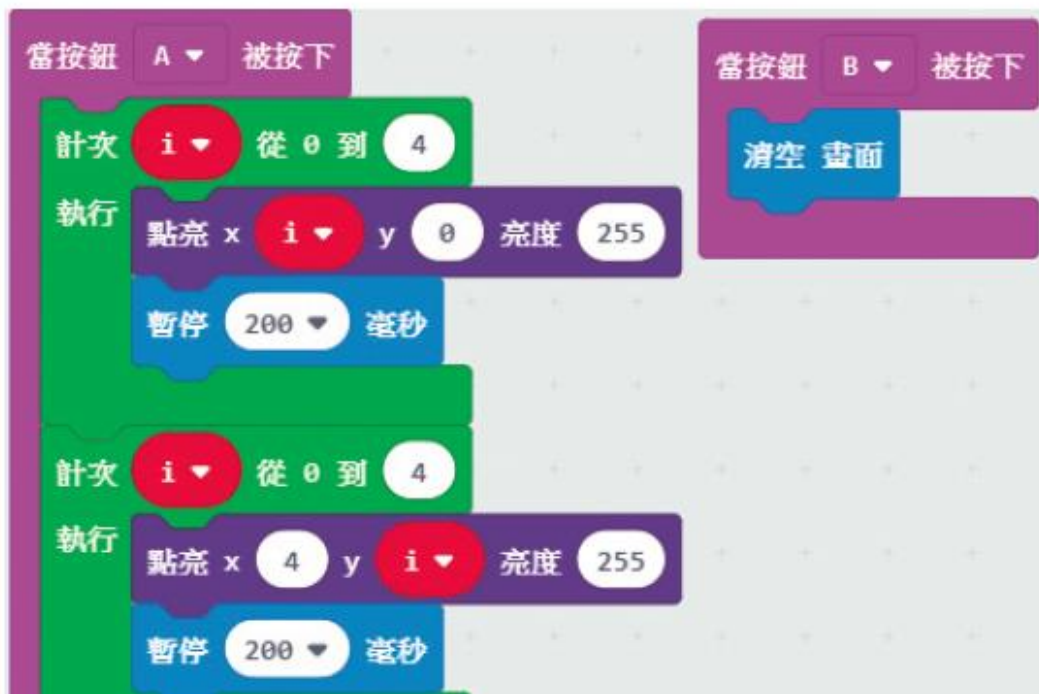 當按鈕 A 被按下
計次 i 從 0 到 4
執行
點亮 x i y 0 亮度 255
暫停 200 毫秒
計次 i 從 0 到 4
執行
點亮 x 4 y i 亮度 255
暫停 200 毫秒
當按鈕 B 被按下
清空 畫面